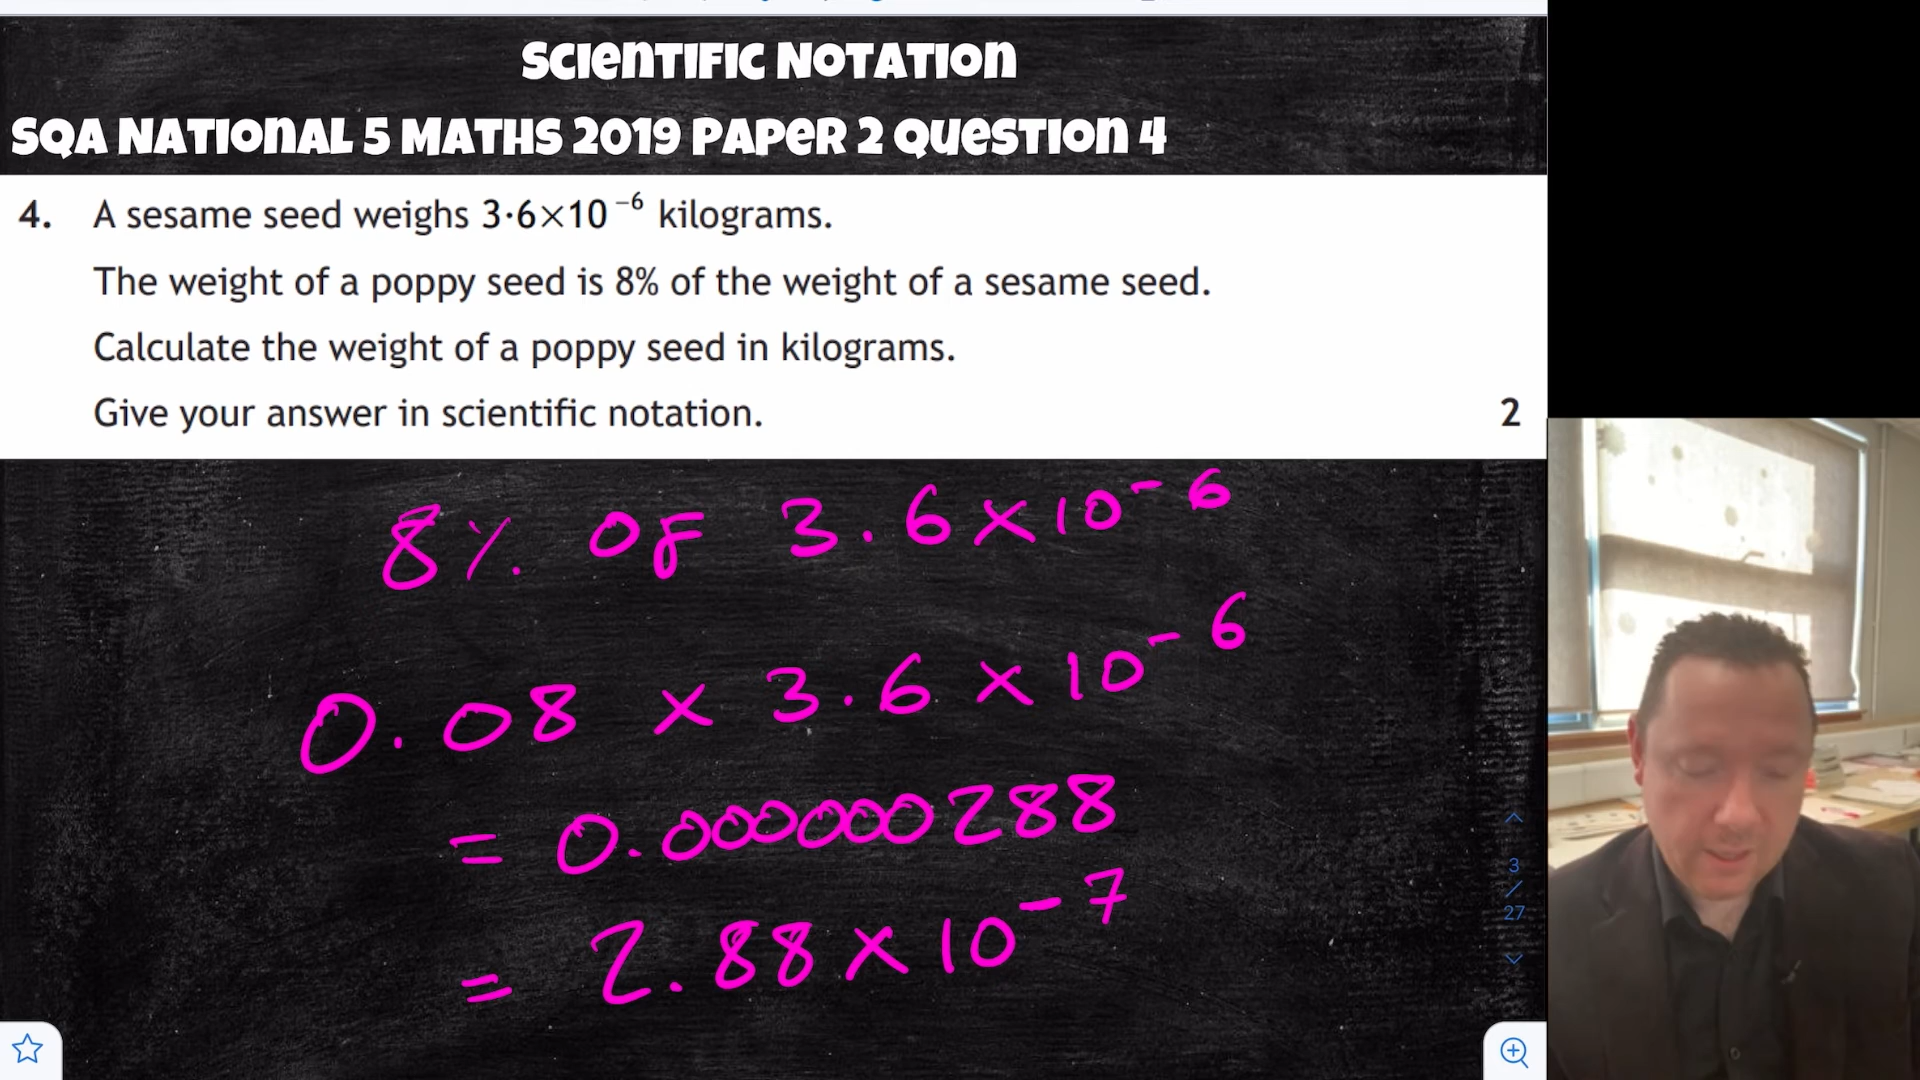 SCIENTIFIC NOTATION
SQA NATIONAL 5 MATHS 2019 PAPER 2 QUESTION 4
4. A sesame seed weighs 3·6×10⁻⁶ kilograms.
The weight of a poppy seed is 8% of the weight of a sesame seed.
Calculate the weight of a poppy seed in kilograms.
Give your answer in scientific notation. 2
8% OF 3.6×10⁻⁶
0.08 × 3.6 × 10⁻⁶
= 0.000000288
= 2.88×10⁻⁷
3
/
27